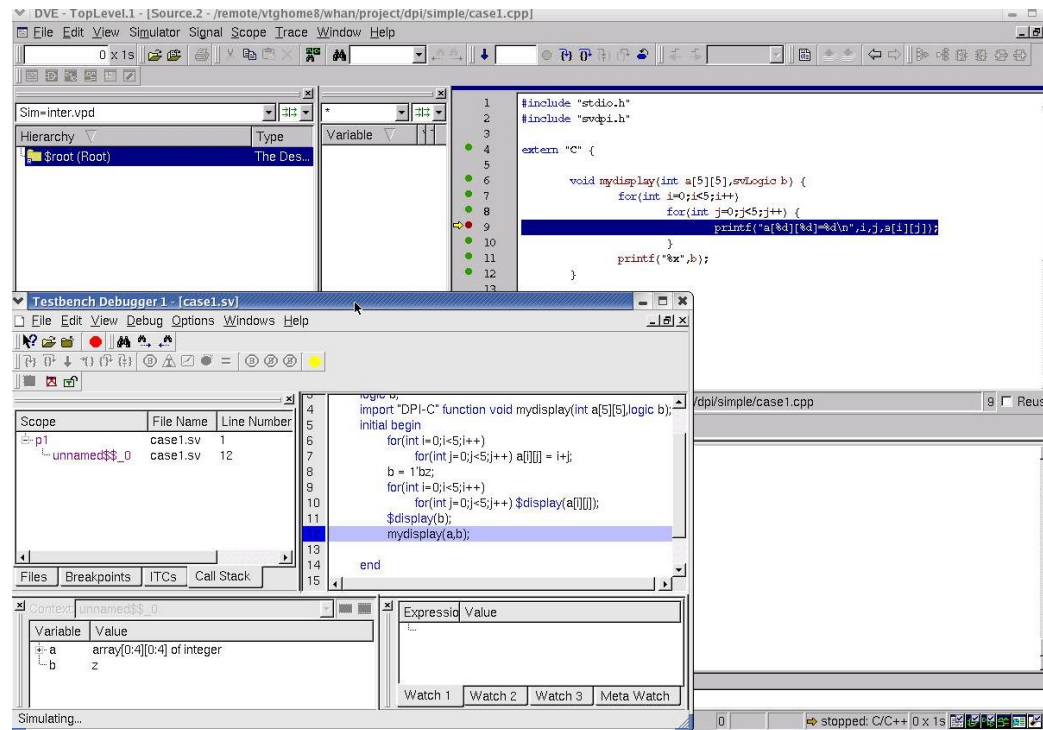 DVE - TopLevel.1 - [Source.2 - /remote/vtghome8/whan/project/dpi/simple/case1.cpp]
File Edit View Simulator Signal Scope Trace Window Help
0 x 1s
Sim=inter.vpd
*
Hierarchy Type
Variable
$root (Root) The Des...
1 #include "stdio.h"
2 #include "svdpi.h"
3
4 extern "C" {
5
6 void mydisplay(int a[5][5],svLogic b) {
7 for(int i=0;i<5;i++)
8 for(int j=0;j<5;j++) {
9 printf("a[%d][%d]=%d\n",i,j,a[i][j]);
10 }
11 printf("%x",b);
12 }
13
Testbench Debugger 1 - [case1.sv]
File Edit View Debug Options Windows Help
Scope File Name Line Number
p1 case1.sv 1
unnamed$$_0 case1.sv 12
Files Breakpoints ITCs Call Stack
3 logic b;
4 import "DPI-C" function void mydisplay(int a[5][5],logic b);
5 initial begin
6 for(int i=0;i<5;i++)
7 for(int j=0;j<5;j++) a[i][j] = i+j;
8 b = 1'bz;
9 for(int i=0;i<5;i++)
10 for(int j=0;j<5;j++) $display(a[i][j]);
11 $display(b);
mydisplay(a,b);
13
14 end
15
/dpi/simple/case1.cpp 9 Reus
Context: unnamed$$_0
Variable Value
a array[0:4][0:4] of integer
b z
Expressio Value
Watch 1 Watch 2 Watch 3 Meta Watch
Simulating...
0 stopped: C/C++ 0 x 1s